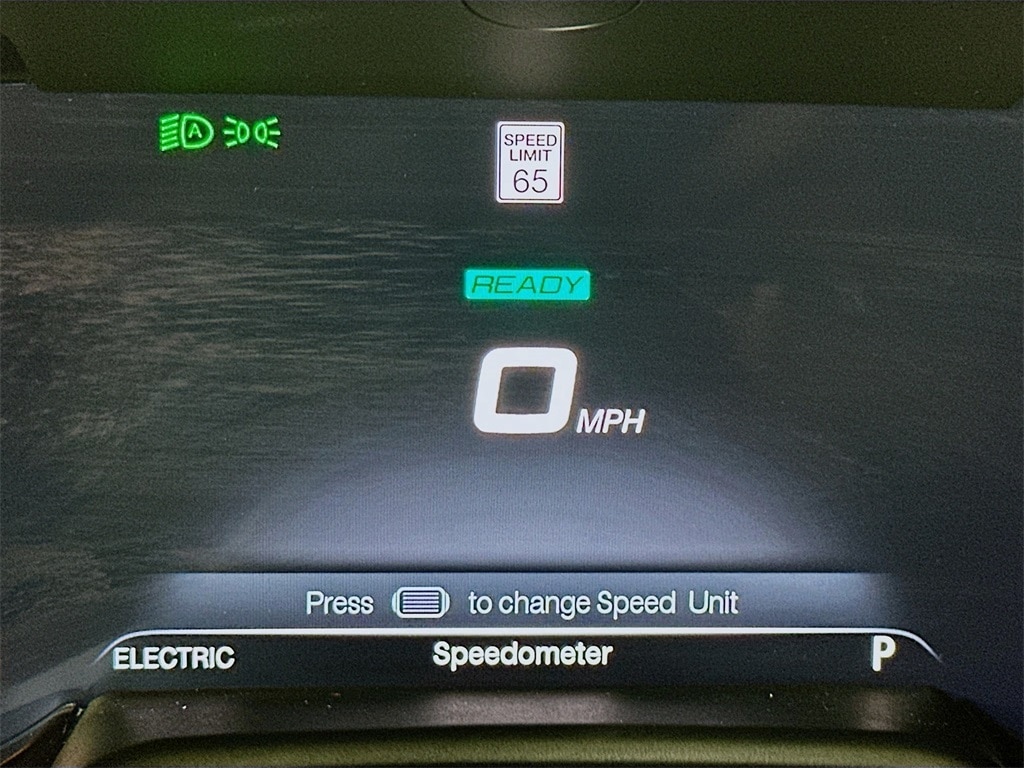 A
SPEED
LIMIT
65
READY
0 MPH
Press to change Speed Unit
ELECTRIC Speedometer P